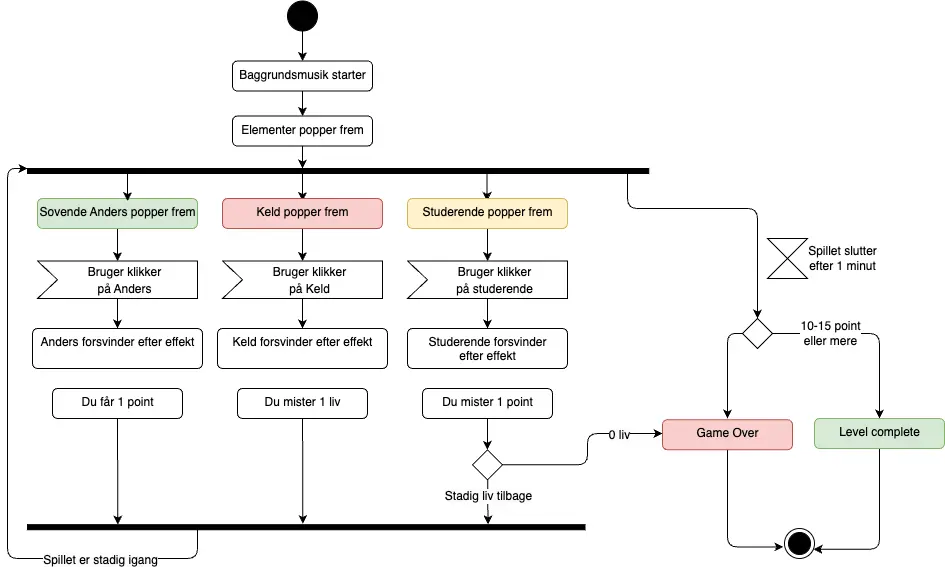 Baggrundsmusik starter
Elementer popper frem
Sovende Anders popper frem
Keld popper frem
Studerende popper frem
Bruger klikker
på Anders
Bruger klikker
på Keld
Bruger klikker
på studerende
Spillet slutter
efter 1 minut
Anders forsvinder efter effekt
Keld forsvinder efter effekt
Studerende forsvinder
efter effekt
10-15 point
eller mere
Du får 1 point
Du mister 1 liv
Du mister 1 point
0 liv
Game Over
Level complete
Stadig liv tilbage
Spillet er stadig igang